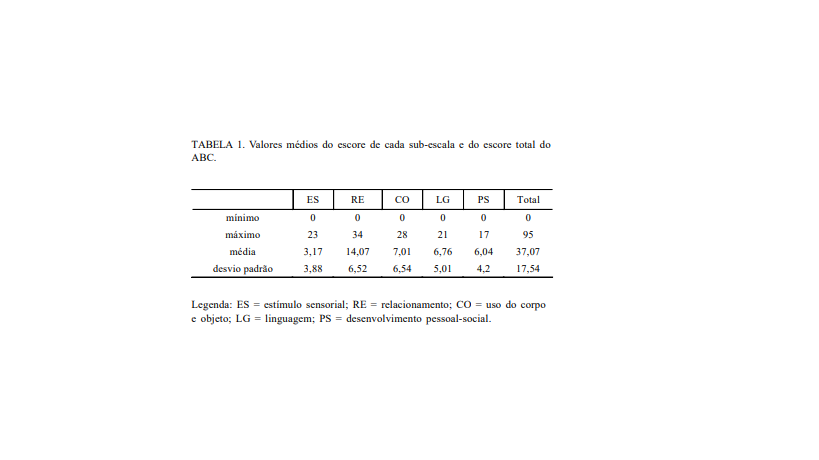 TABELA 1. Valores médios do escore de cada sub-escala e do escore total do
ABC.
ES RE CO LG PS Total
mínimo 0 0 0 0 0 0
máximo 23 34 28 21 17 95
média 3,17 14,07 7,01 6,76 6,04 37,07
desvio padrão 3,88 6,52 6,54 5,01 4,2 17,54
Legenda: ES = estímulo sensorial; RE = relacionamento; CO = uso do corpo
e objeto; LG = linguagem; PS = desenvolvimento pessoal-social.